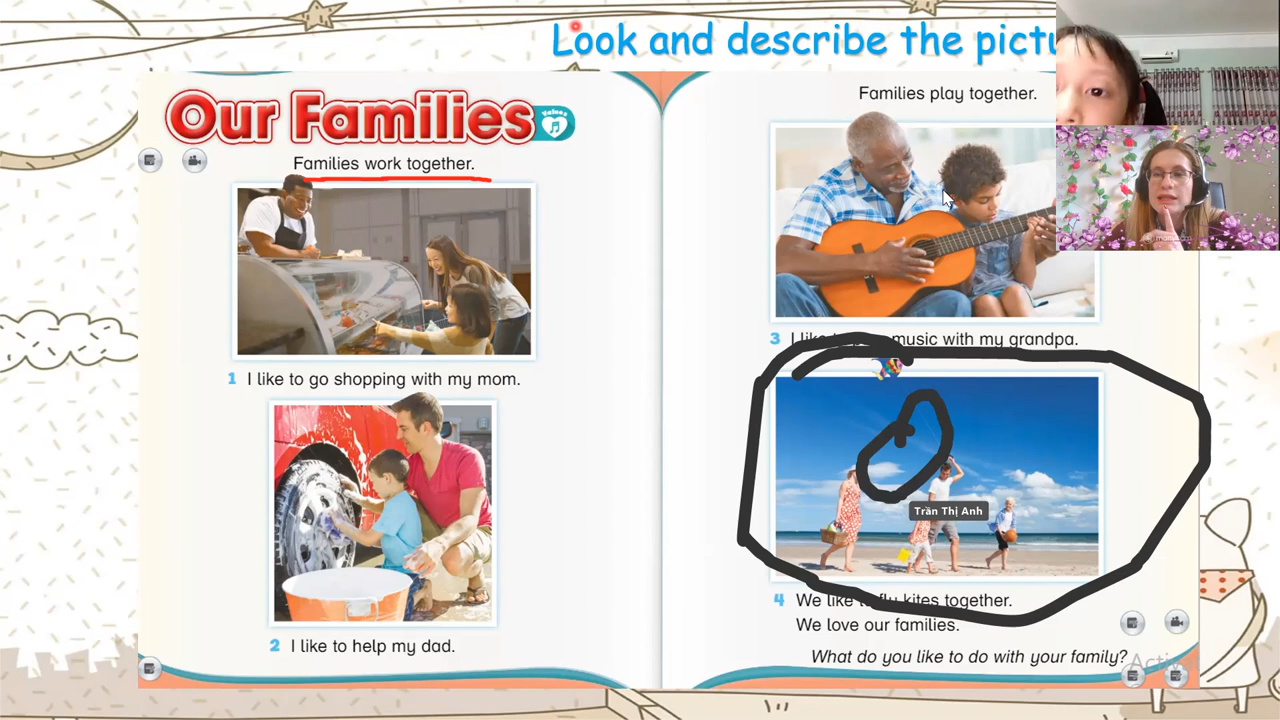 Look and describe the pictu
Our Families
Values
Families work together.
1 I like to go shopping with my mom.
2 I like to help my dad.
Families play together.
3 I like music with my grandpa.
Trần Thị Anh
4 We like to fly kites together.
We love our families.
What do you like to do with your family?
Activ